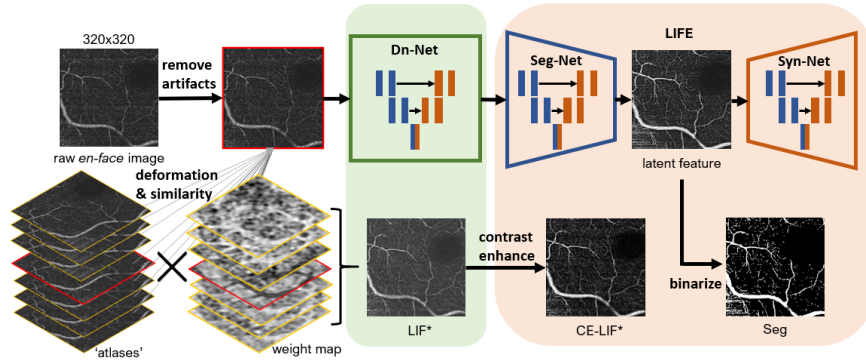 320x320
remove
artifacts
raw en-face image
Dn-Net
Seg-Net
LIFE
Syn-Net
latent feature
deformation
& similarity
'atlases'
weight map
LIF*
contrast
enhance
CE-LIF*
binarize
Seg